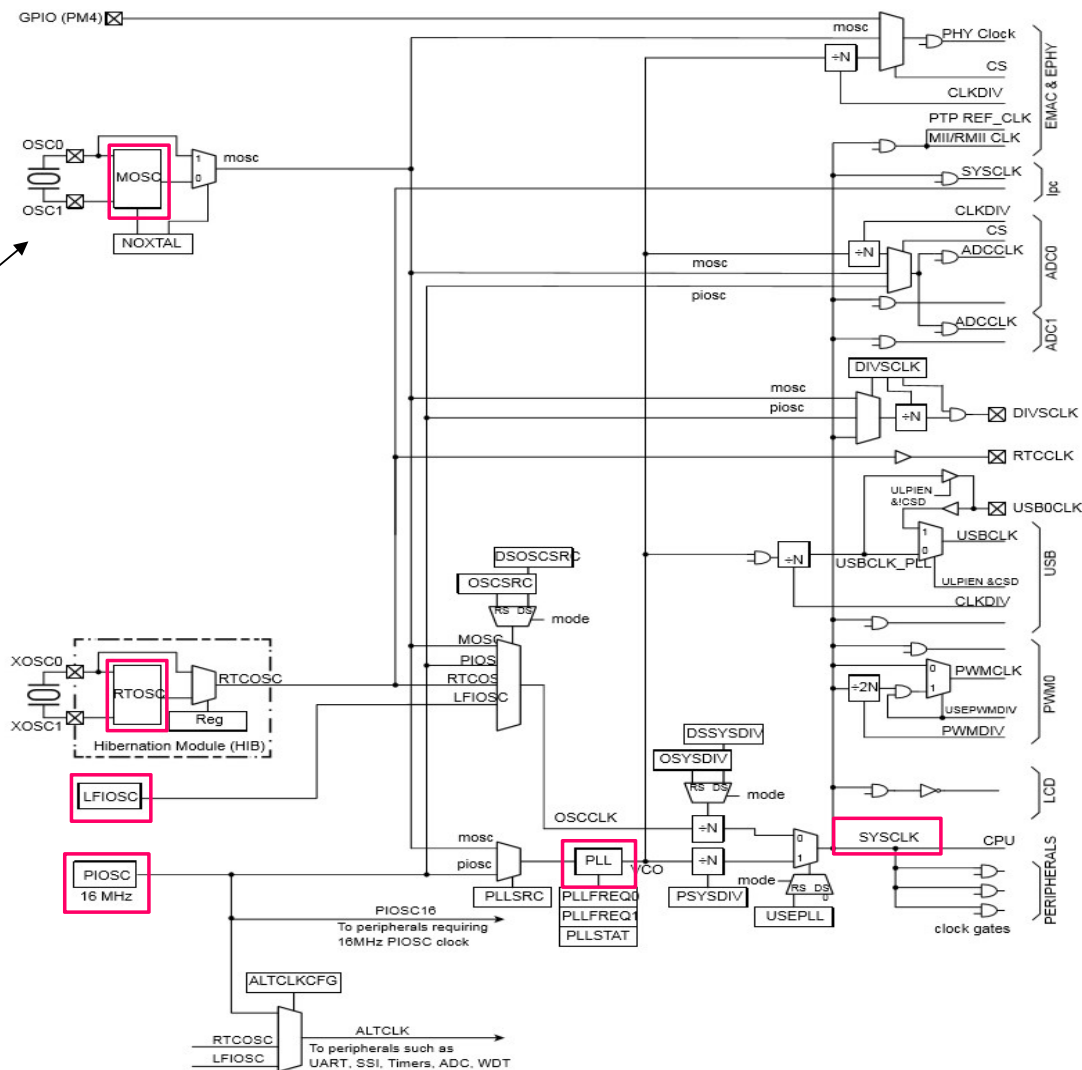 GPIO (PM4)
mosc
PHY Clock
÷N
CS
CLKDIV
EMAC & EPHY
PTP REF_CLK
MII/RMII CLK
OSC0
MOSC
1
0
mosc
OSC1
NOXTAL
SYSCLK
Ipc
CLKDIV
CS
÷N
ADCCLK
ADC0
mosc
piosc
ADCCLK
ADC1
DIVSCLK
mosc
piosc
÷N
DIVSCLK
RTCCLK
ULPIEN
&!CSD
USB0CLK
1
0
USBCLK
÷N
USBCLK_PLL
ULPIEN &CSD
CLKDIV
USB
DSOSCSRC
OSCSRC
RS DS
mode
MOSC
PIOS
RTCOS
LFIOSC
XOSC0
RTOSC
RTCOSC
XOSC1
Reg
Hibernation Module (HIB)
0
1
PWMCLK
÷2N
USEPWMDIV
PWMDIV
PWM0
LFIOSC
DSSYSDIV
OSYSDIV
RS DS
mode
OSCCLK
÷N
LCD
mosc
piosc
PLL
VCO
÷N
0
1
SYSCLK
CPU
PIOSC
16 MHz
PLLSRC
PLLFREQ0
PLLFREQ1
PLLSTAT
PSYSDIV
mode
RS DS
0
USEPLL
PERIPHERALS
clock gates
PIOSC16
To peripherals requiring
16MHz PIOSC clock
ALTCLKCFG
RTCOSC
LFIOSC
ALTCLK
To peripherals such as
UART, SSI, Timers, ADC, WDT